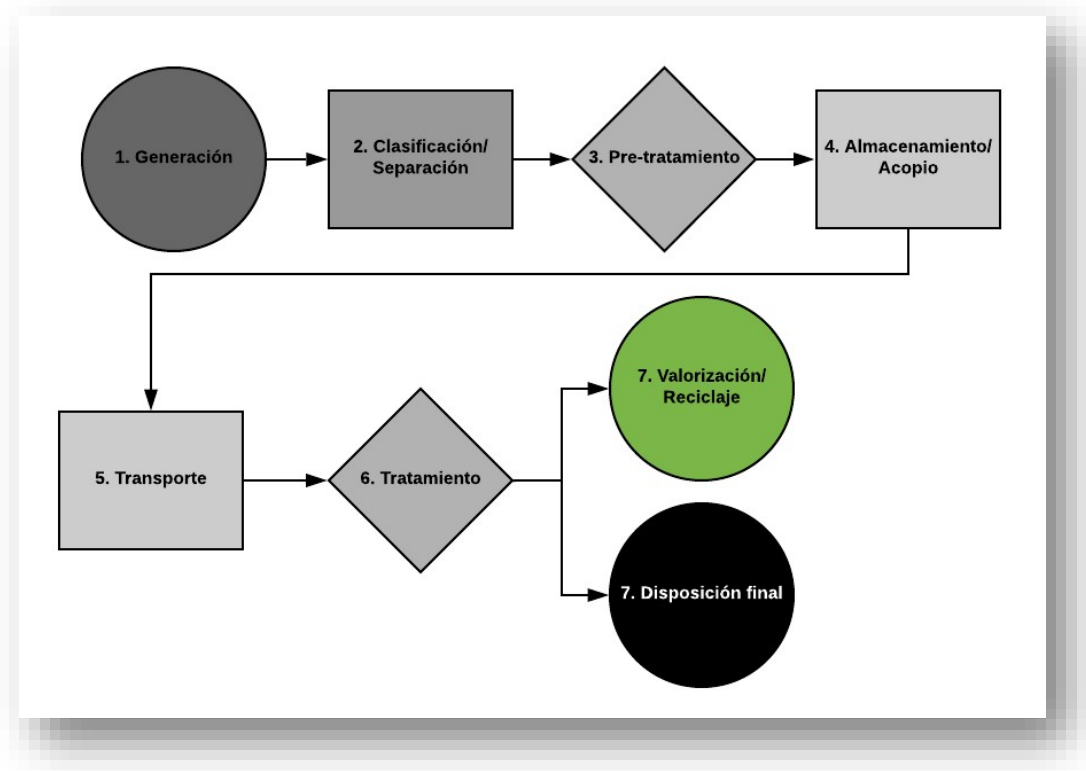 1. Generación
2. Clasificación/
Separación
3. Pre-tratamiento
4. Almacenamiento/
Acopio
5. Transporte
6. Tratamiento
7. Valorización/
Reciclaje
7. Disposición final